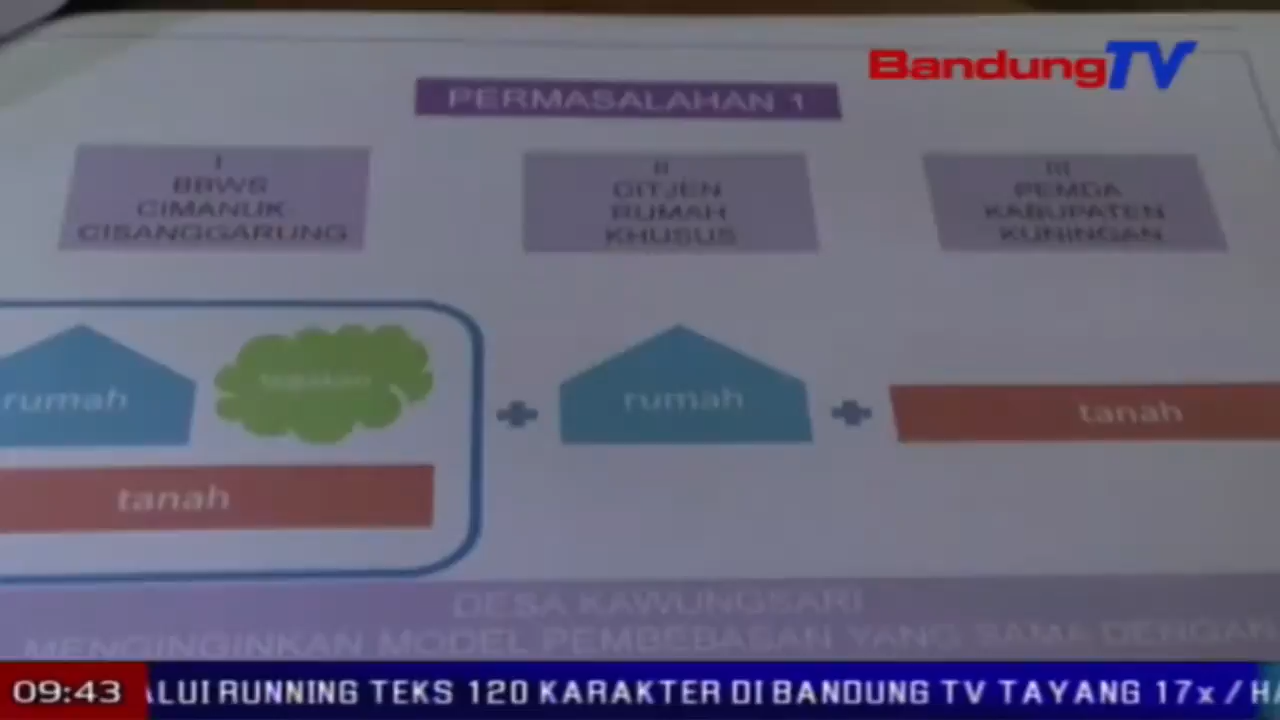 BandungTV
PERMASALAHAN 1
I
BBWS
CIMANUK
CISANGGARUNG
II
DITJEN
RUMAH
KHUSUS
III
PEMDA
KABUPATEN
KUNINGAN
rumah
tegakan
rumah
tanah
tanah
DESA KAWUNGSARI
MENGINGINKAN MODEL PEMBEBASAN YANG SAMA DENGAN
09:43
ALUI RUNNING TEKS 120 KARAKTER DI BANDUNG TV TAYANG 17x / HA